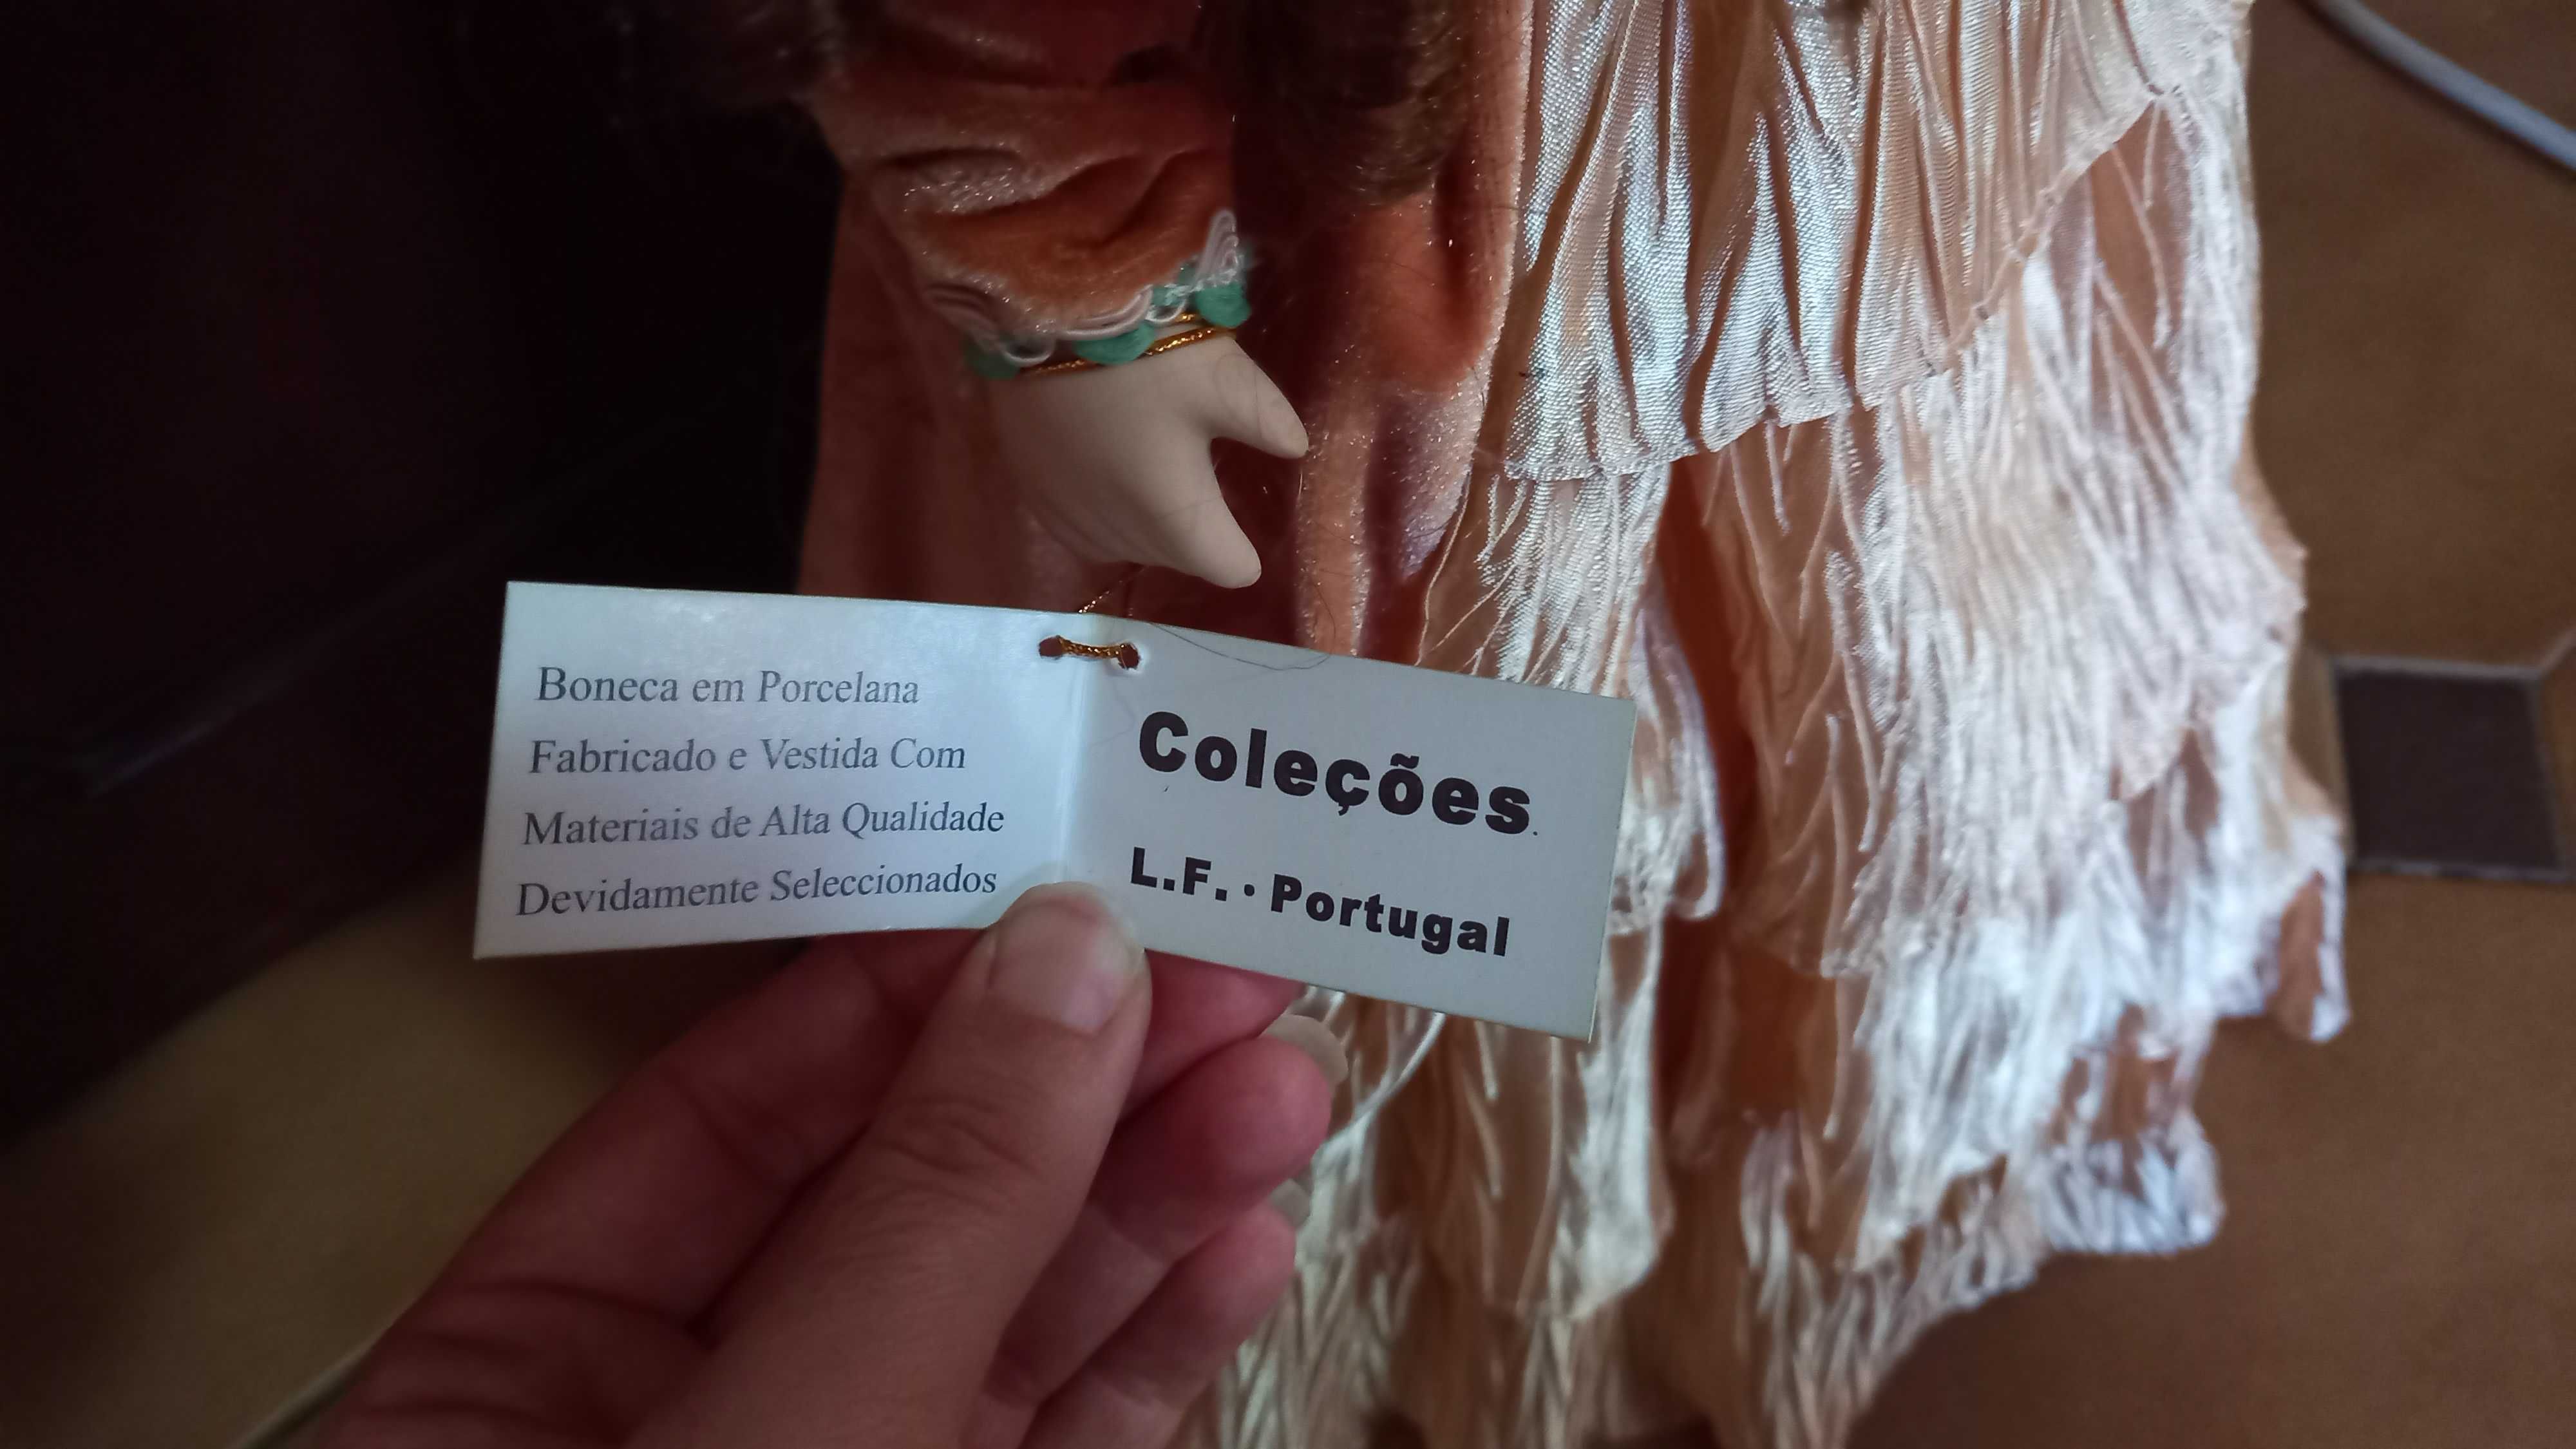 Boneca em Porcelana
Fabricado e Vestida Com
Materiais de Alta Qualidade
Devidamente Seleccionados
Coleções.
L.F. · Portugal